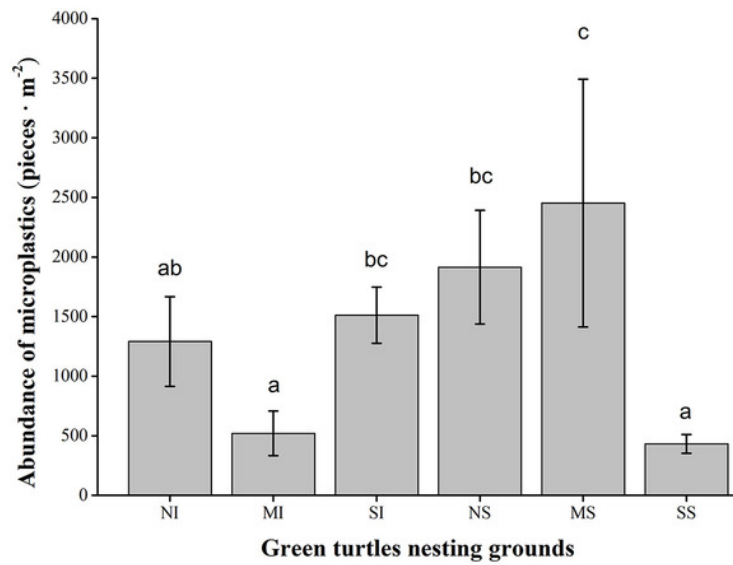 Abundance of microplastics (pieces · m⁻²)
4000
3500
3000
2500
2000
1500
1000
500
0
ab
a
bc
bc
c
a
NI MI SI NS MS SS
Green turtles nesting grounds